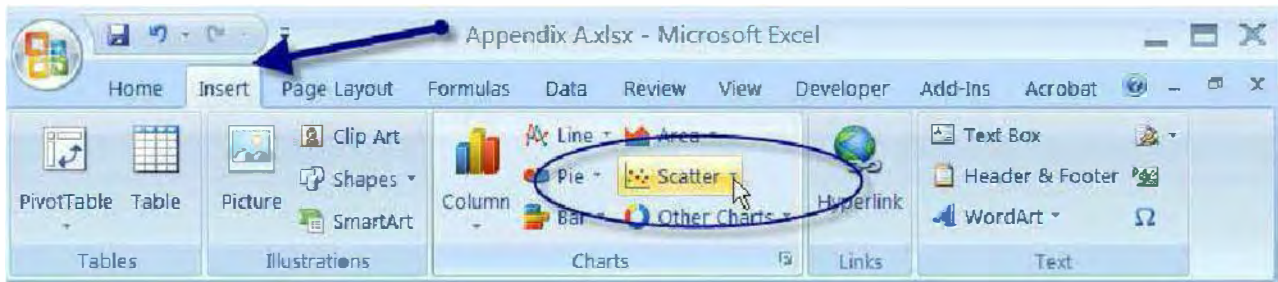 Appendix A.xlsx - Microsoft Excel
Home Insert Page Layout Formulas Data Review View Developer Add-Ins Acrobat
PivotTable
Table
Tables
Picture
Clip Art
Shapes
SmartArt
Illustrations
Column
Line
Pie
Bar
Area
Scatter
Other Charts
Charts
Hyperlink
Links
Text Box
Header & Footer
WordArt
Ω
Text